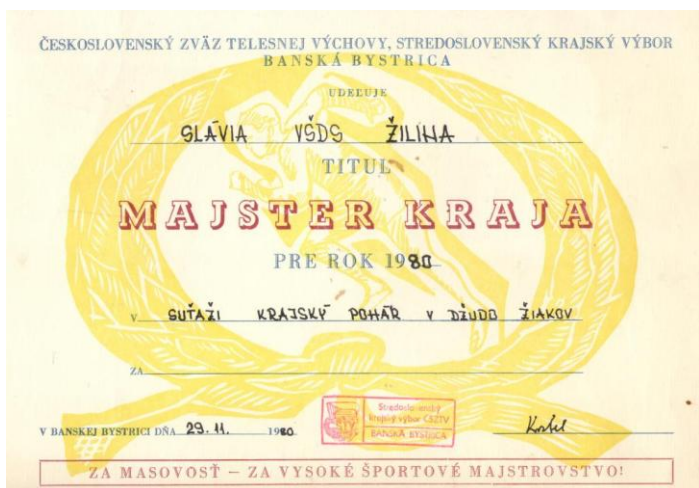 ČESKOSLOVENSKÝ ZVÄZ TELESNEJ VÝCHOVY, STREDOSLOVENSKÝ KRAJSKÝ VÝBOR
BANSKÁ BYSTRICA
UDEĽUJE
SLÁVIA VŠDS ŽILINA
TITUL
MAJSTER KRAJA
PRE ROK 1980
V SUŤAŽI KRAJSKÝ POHÁR V DŽUDO ŽIAKOV
ZA
V BANSKEJ BYSTRICI DŇA 29. 11. 1980
Stredoslovenský
krajský výbor ČSZTV
BANSKÁ BYSTRICA
ZA MASOVOSŤ – ZA VYSOKÉ ŠPORTOVÉ MAJSTROVSTVO!